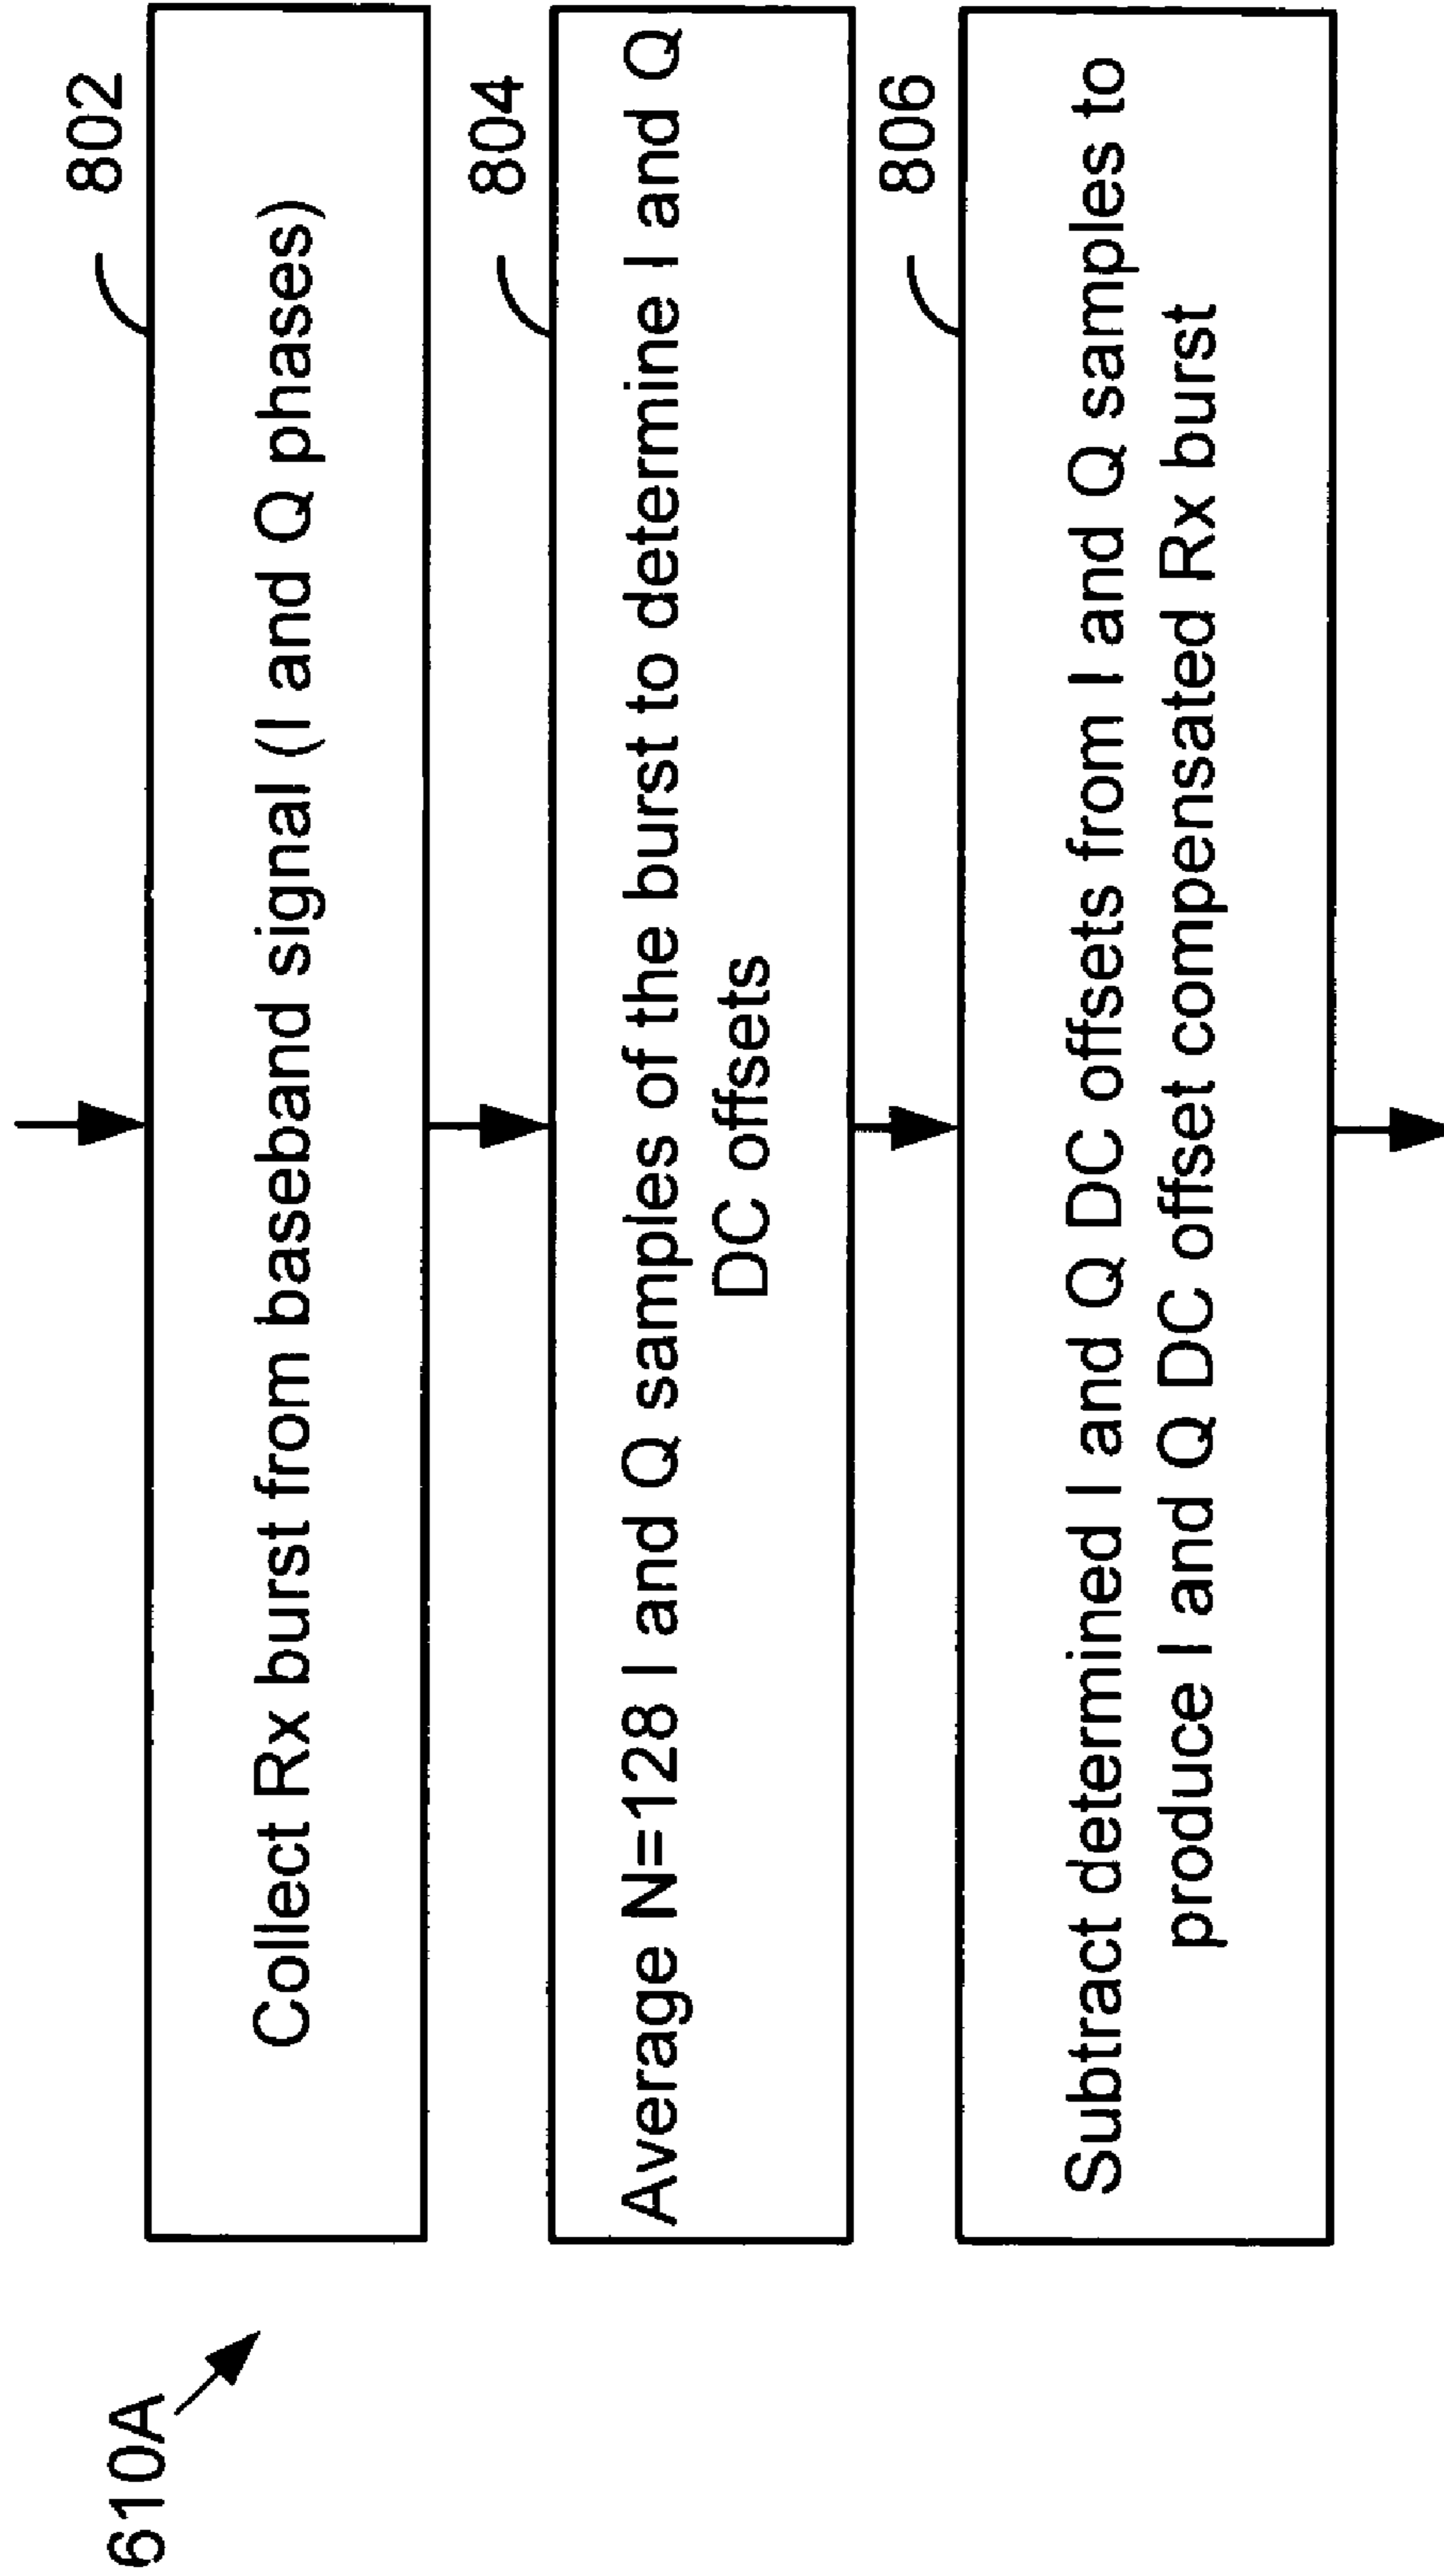 610A
802
Collect Rx burst from baseband signal (I and Q phases)
804
Average N=128 I and Q samples of the burst to determine I and Q
DC offsets
806
Subtract determined I and Q DC offsets from I and Q samples to
produce I and Q DC offset compensated Rx burst